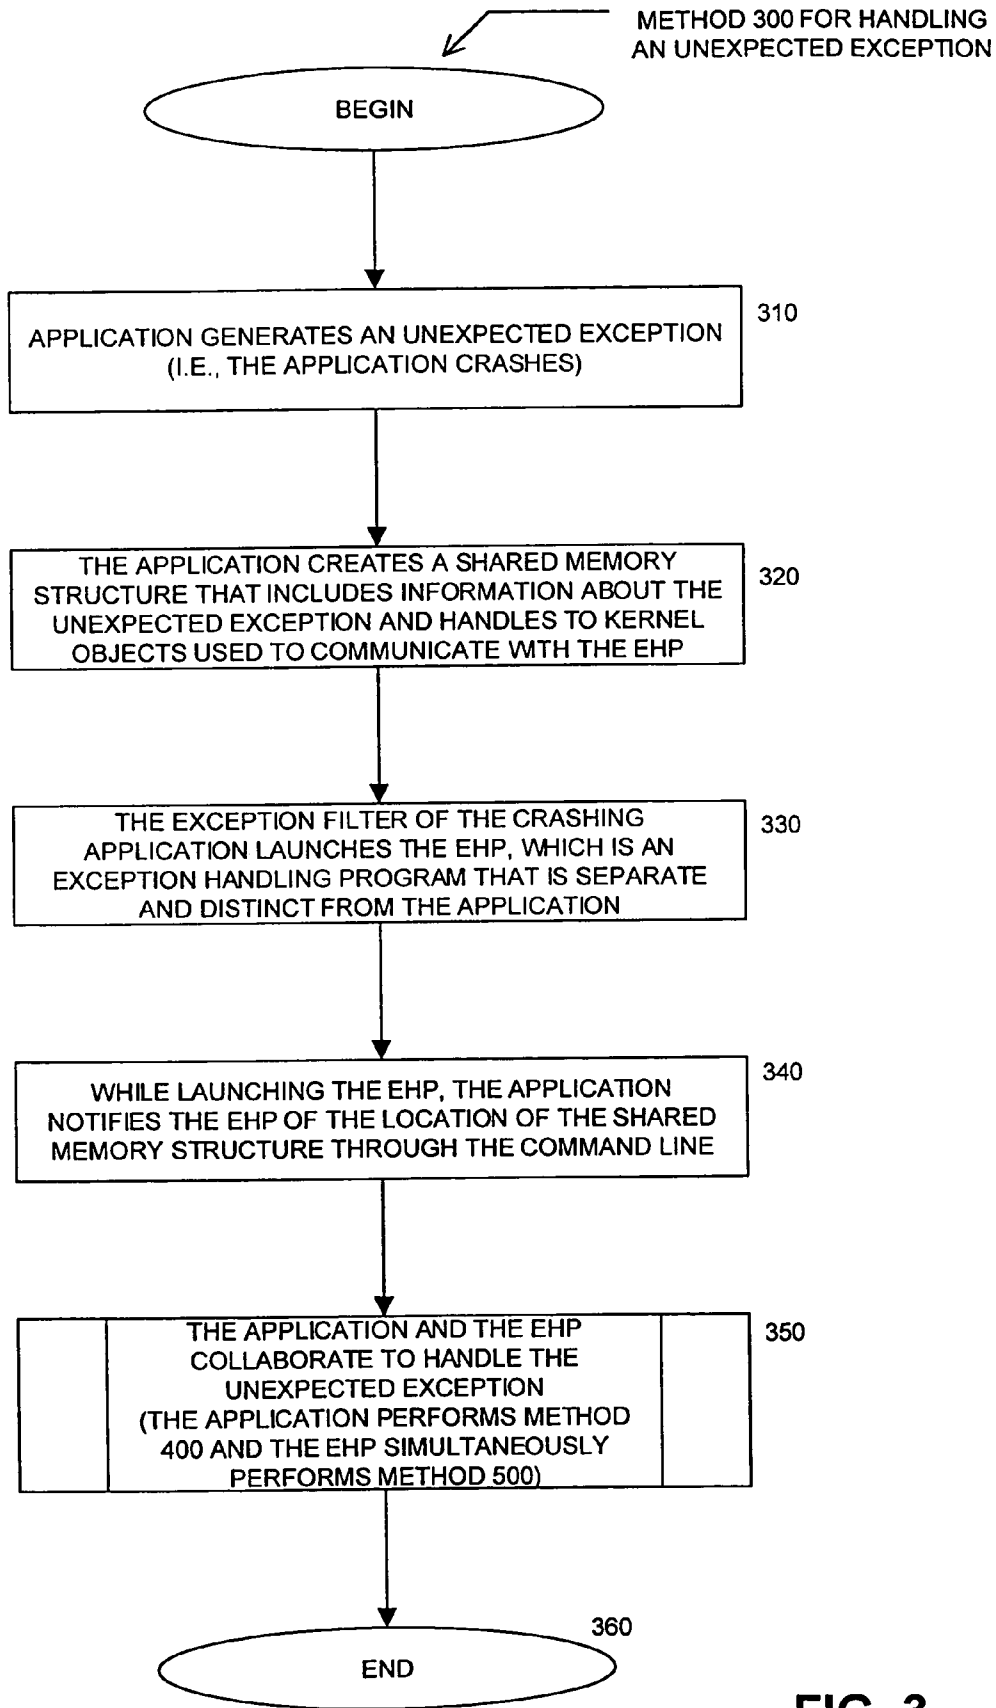 METHOD 300 FOR HANDLING
AN UNEXPECTED EXCEPTION
BEGIN
310
APPLICATION GENERATES AN UNEXPECTED EXCEPTION
(I.E., THE APPLICATION CRASHES)
320
THE APPLICATION CREATES A SHARED MEMORY
STRUCTURE THAT INCLUDES INFORMATION ABOUT THE
UNEXPECTED EXCEPTION AND HANDLES TO KERNEL
OBJECTS USED TO COMMUNICATE WITH THE EHP
330
THE EXCEPTION FILTER OF THE CRASHING
APPLICATION LAUNCHES THE EHP, WHICH IS AN
EXCEPTION HANDLING PROGRAM THAT IS SEPARATE
AND DISTINCT FROM THE APPLICATION
340
WHILE LAUNCHING THE EHP, THE APPLICATION
NOTIFIES THE EHP OF THE LOCATION OF THE SHARED
MEMORY STRUCTURE THROUGH THE COMMAND LINE
350
THE APPLICATION AND THE EHP
COLLABORATE TO HANDLE THE
UNEXPECTED EXCEPTION
(THE APPLICATION PERFORMS METHOD
400 AND THE EHP SIMULTANEOUSLY
PERFORMS METHOD 500)
360
END
FIG. 3